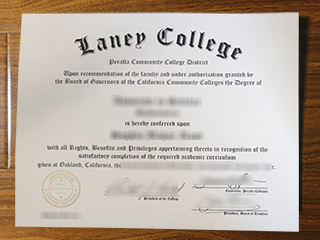 Laney College
Peralta Community College District
Upon recommendation of the faculty and under authorization granted by
the Board of Governors of the California Community Colleges the Degree of
is hereby conferred upon
with all Rights, Benefits and Privileges appertaining thereto in recognition of the
satisfactory completion of the required academic curriculum
given at Oakland, California, the
President of the College
Chancellor, Peralta Colleges
President, Board of Trustees